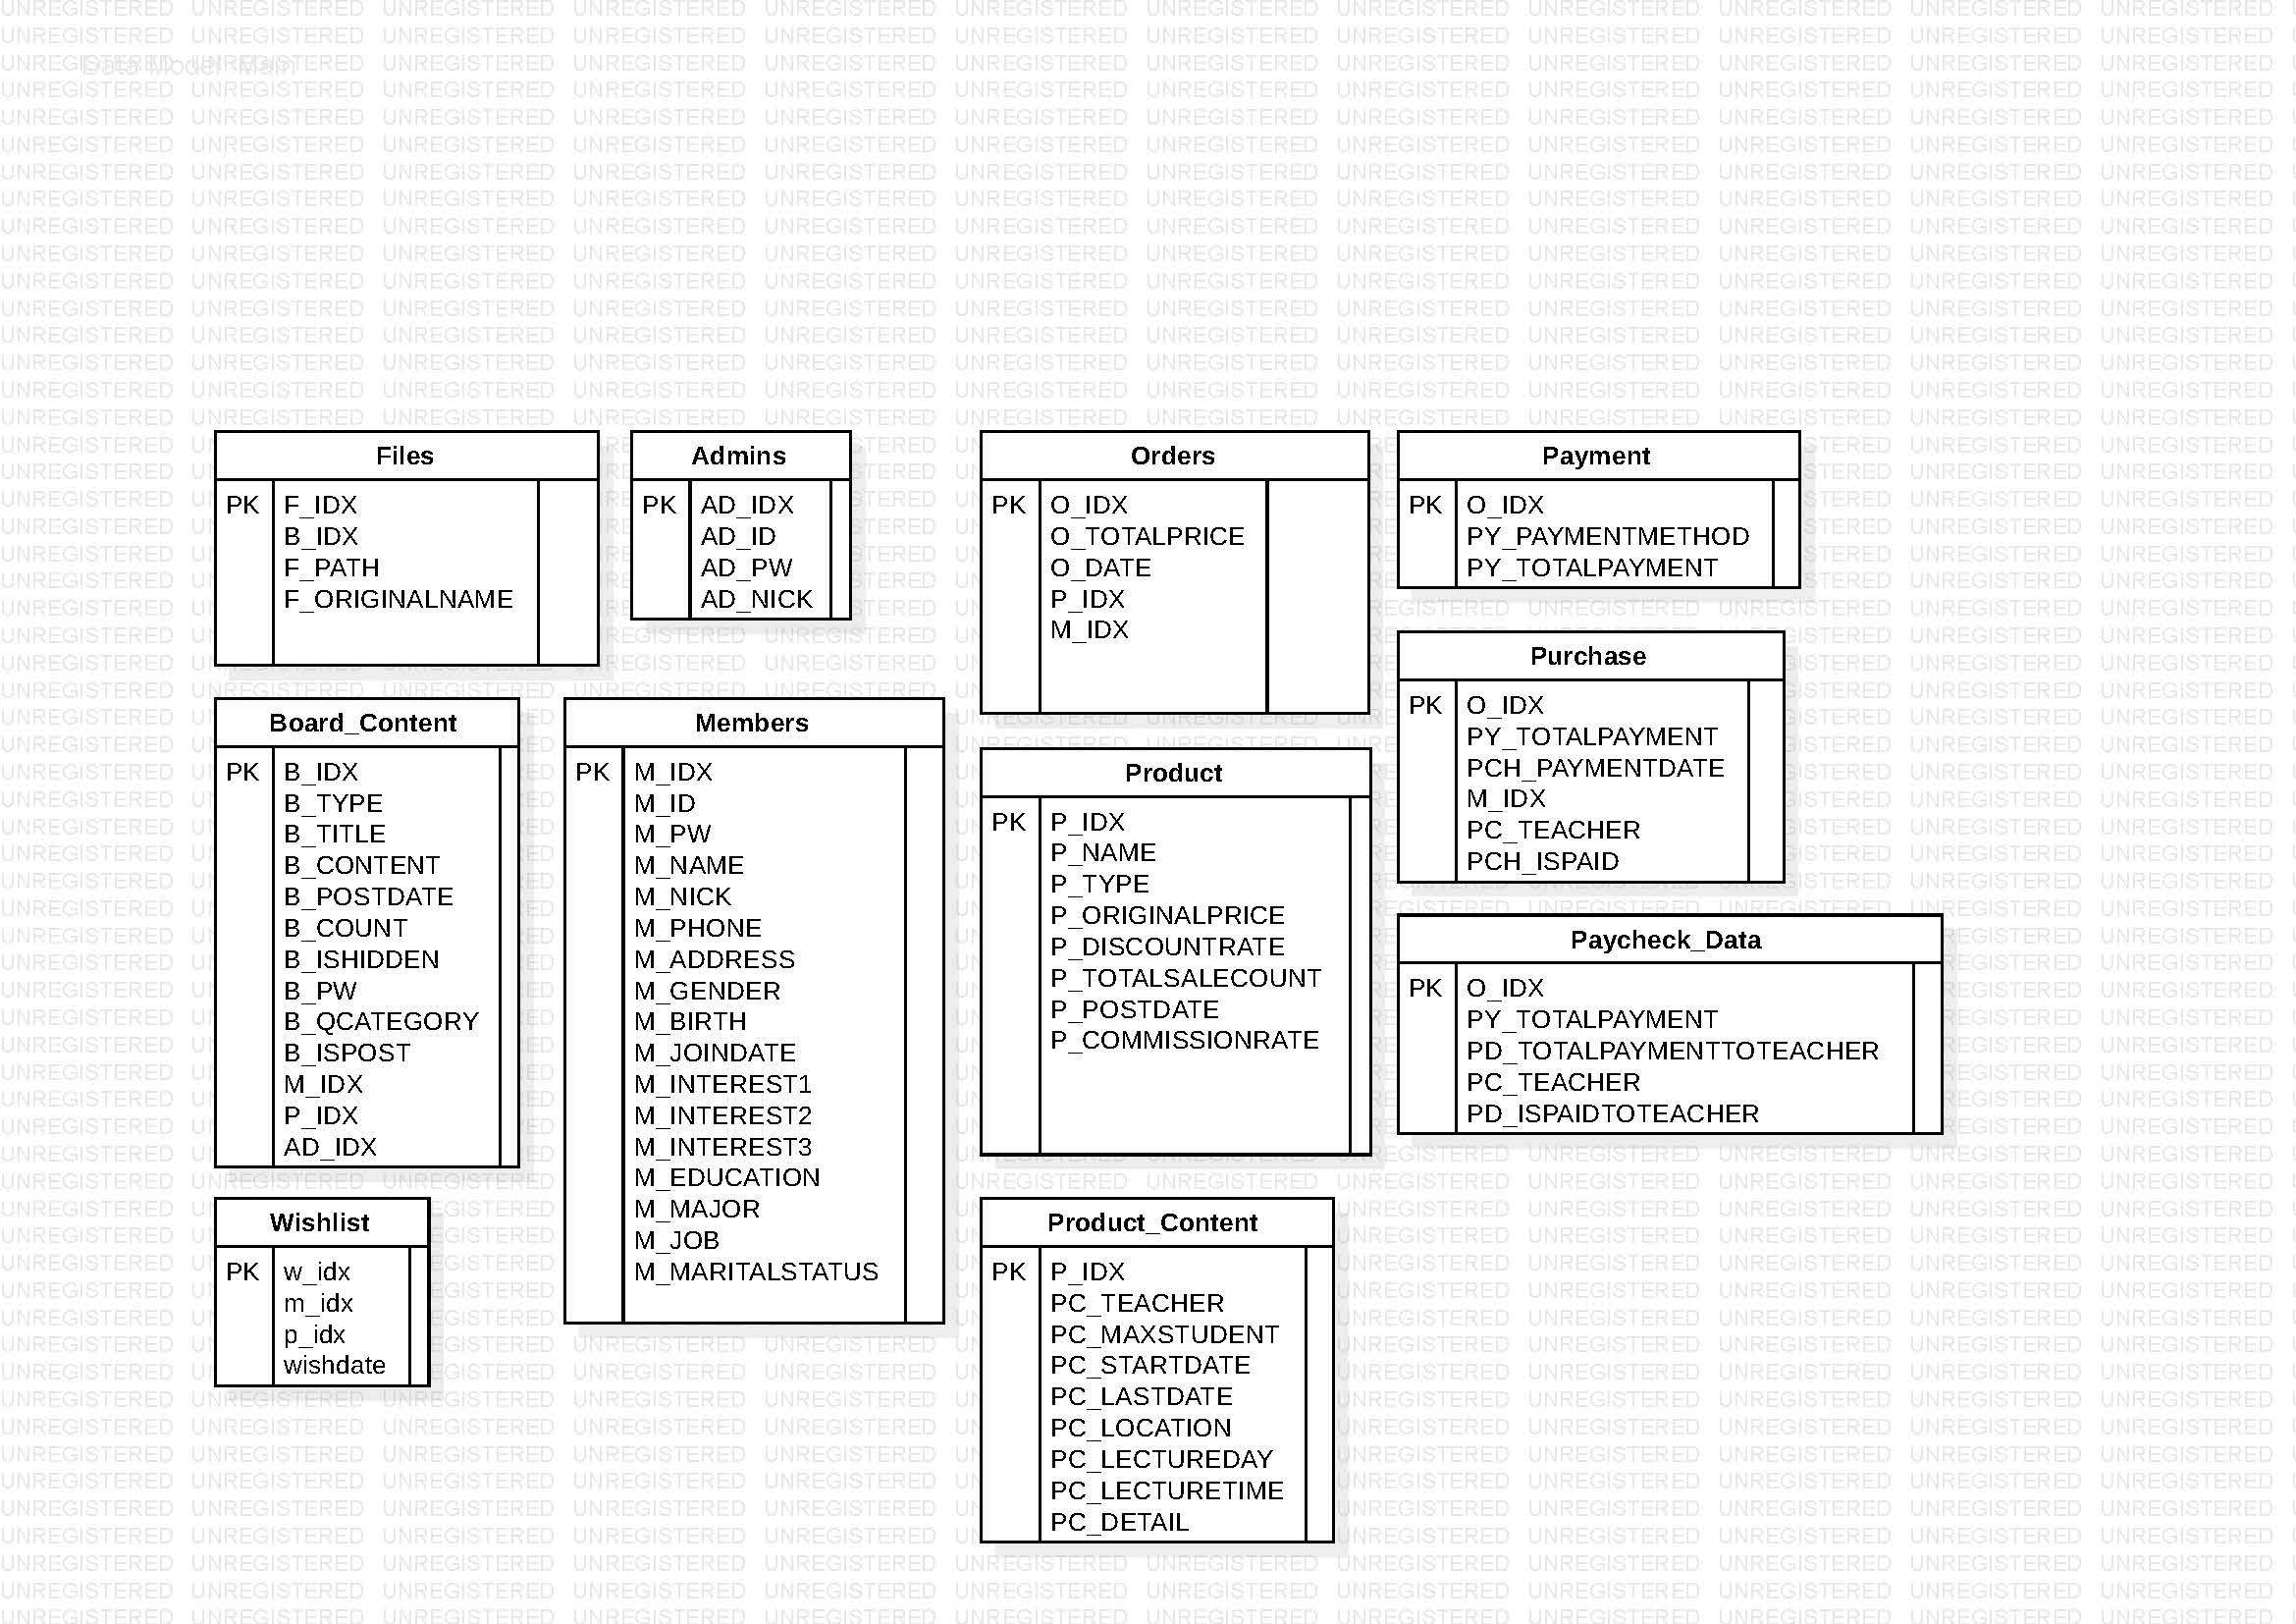 Data Model Main
Files
PK F_IDX
B_IDX
F_PATH
F_ORIGINALNAME
Admins
PK AD_IDX
AD_ID
AD_PW
AD_NICK
Orders
PK O_IDX
O_TOTALPRICE
O_DATE
P_IDX
M_IDX
Payment
PK O_IDX
PY_PAYMENTMETHOD
PY_TOTALPAYMENT
Purchase
PK O_IDX
PY_TOTALPAYMENT
PCH_PAYMENTDATE
M_IDX
PC_TEACHER
PCH_ISPAID
Board_Content
PK B_IDX
B_TYPE
B_TITLE
B_CONTENT
B_POSTDATE
B_COUNT
B_ISHIDDEN
B_PW
B_QCATEGORY
B_ISPOST
M_IDX
P_IDX
AD_IDX
Members
PK M_IDX
M_ID
M_PW
M_NAME
M_NICK
M_PHONE
M_ADDRESS
M_GENDER
M_BIRTH
M_JOINDATE
M_INTEREST1
M_INTEREST2
M_INTEREST3
M_EDUCATION
M_MAJOR
M_JOB
M_MARITALSTATUS
Product
PK P_IDX
P_NAME
P_TYPE
P_ORIGINALPRICE
P_DISCOUNTRATE
P_TOTALSALECOUNT
P_POSTDATE
P_COMMISSIONRATE
Paycheck_Data
PK O_IDX
PY_TOTALPAYMENT
PD_TOTALPAYMENTTOTEACHER
PC_TEACHER
PD_ISPAIDTOTEACHER
Wishlist
PK w_idx
m_idx
p_idx
wishdate
Product_Content
PK P_IDX
PC_TEACHER
PC_MAXSTUDENT
PC_STARTDATE
PC_LASTDATE
PC_LOCATION
PC_LECTUREDAY
PC_LECTURETIME
PC_DETAIL
UNREGISTERED